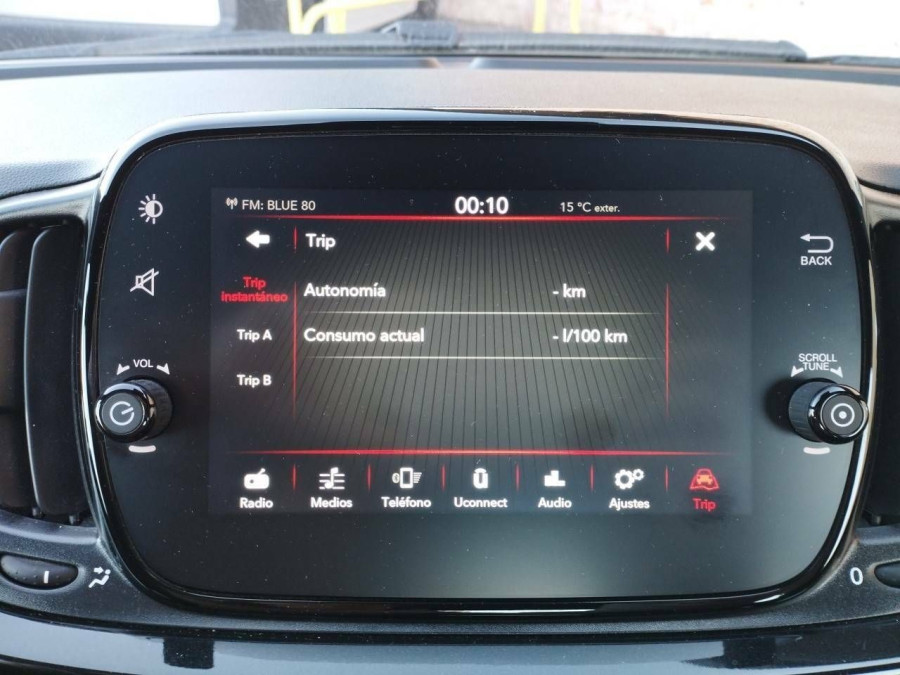 FM: BLUE 80 00:10 15 °C exter.
Trip
BACK
Trip
instantáneo
Autonomía - km
Trip A Consumo actual - l/100 km
VOL
SCROLL
TUNE
Trip B
Radio Medios Teléfono Uconnect Audio Ajustes Trip
0